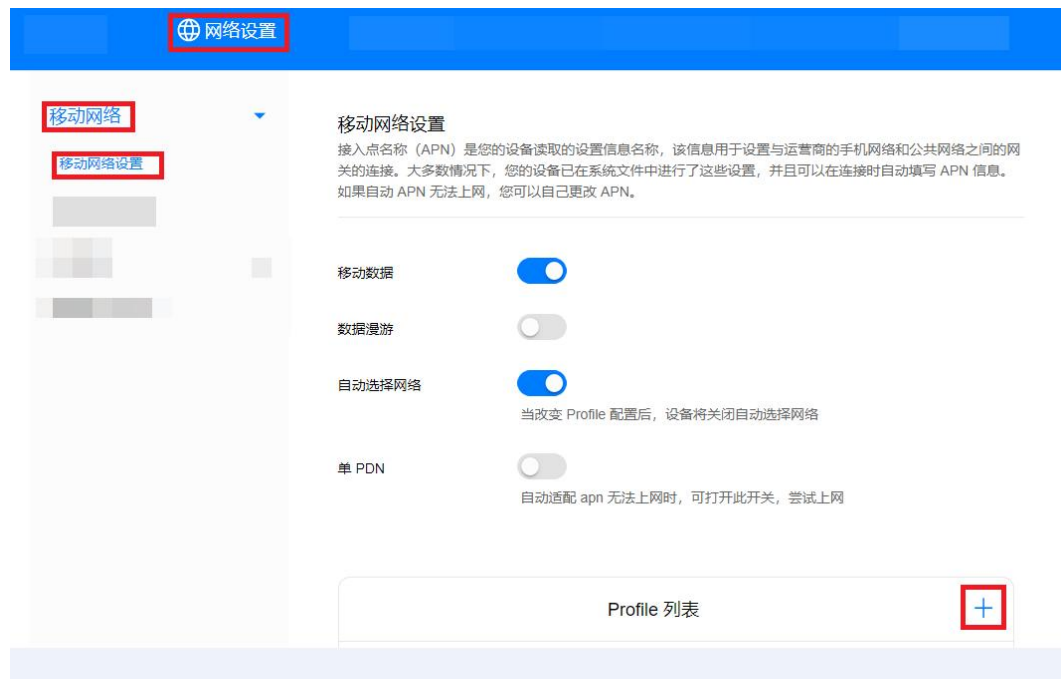 网络设置
移动网络
移动网络设置
移动网络设置
接入点名称（APN）是您的设备读取的设置信息名称，该信息用于设置与运营商的手机网络和公共网络之间的网
关的连接。大多数情况下，您的设备已在系统文件中进行了这些设置，并且可以在连接时自动填写 APN 信息。
如果自动 APN 无法上网，您可以自己更改 APN。
移动数据
数据漫游
自动选择网络
当改变 Profile 配置后，设备将关闭自动选择网络
单 PDN
自动适配 apn 无法上网时，可打开此开关，尝试上网
Profile 列表